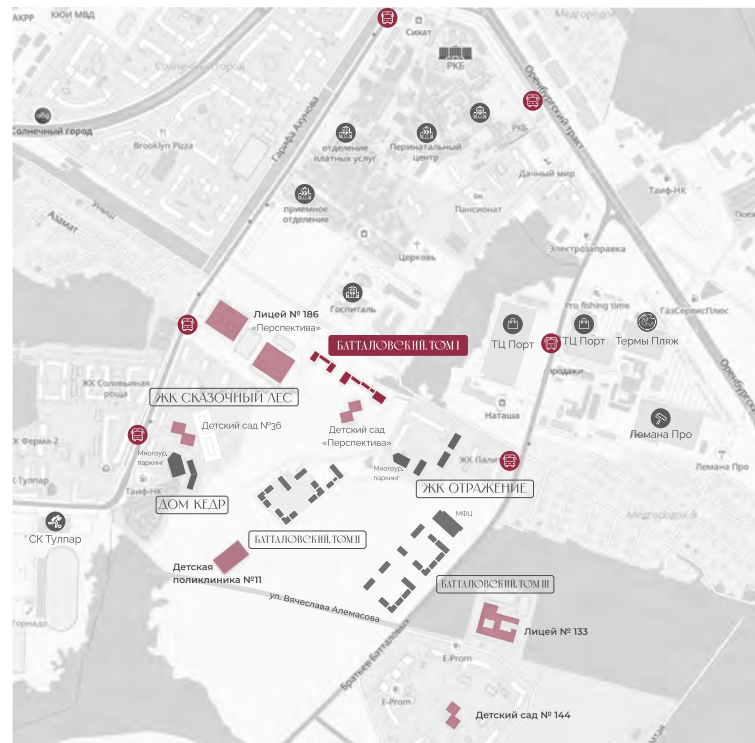 АКРР
КЮИ МВД
Сихат
Медгородок
Солнечный город
РКБ
Оренбургский тракт
Гарифа Ахунова
Солнечный город
Brooklyn Pizza
отделение
платных услуг
Перинатальный
центр
РКБ
Дачный мир
Таиф-НК
Уныш
Азамат
приемное
отделение
Пансионат
Церковь
Электрозаправка
Госпиталь
Pro fishing time
ГазСервисПлюс
Лицей № 186
«Перспектива»
БАТТАЛОВСКИЙ. ТОМ I
ТЦ Порт
ТЦ Порт
Термы Пляж
ЖК Соловьиная
роща
ЖК СКАЗОЧНЫЙ ЛЕС
Наташа
Детский сад №36
Детский сад
«Перспектива»
Лемана Про
Ферма-2
Многоур.
паркинг
Многоур.
паркинг
Лемана Про
Тулпар
Таиф-НК
ДОМ КЕДР
ЖК ОТРАЖЕНИЕ
МФЦ
Медгородок-3
СК Тулпар
БАТТАЛОВСКИЙ. ТОМ II
Детская
поликлиника №11
БАТТАЛОВСКИЙ. ТОМ III
ул. Вячеслава Алемасова
Торнадо
Лицей № 133
Братьев Батталовых
E-Prom
E-Prom
Детский сад № 144